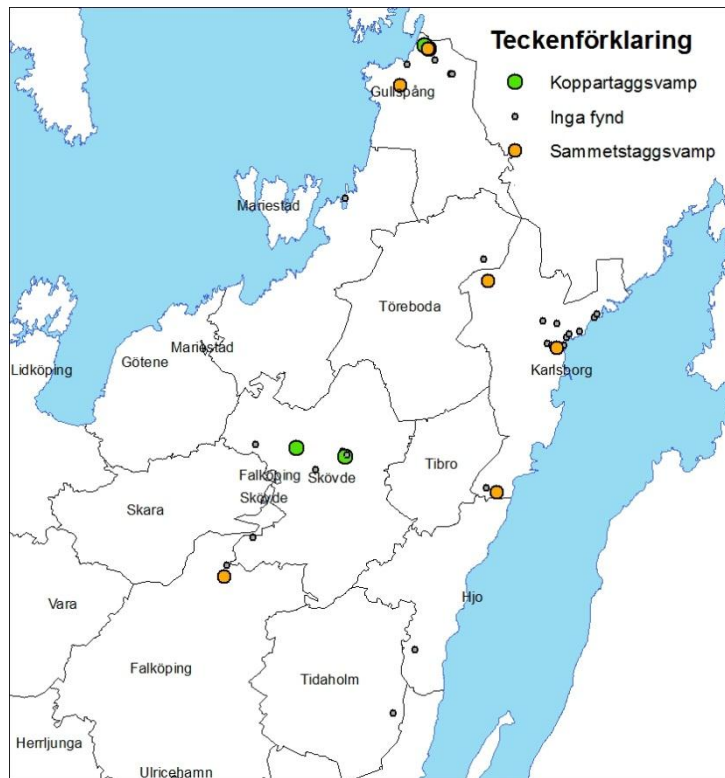 Teckenförklaring
Koppartaggsvamp
Inga fynd
Sammetstaggsvamp
Gullspång
Mariestad
Töreboda
Mariestad
Götene
Lidköping
Karlsborg
Tibro
Falköping
Skövde
Skövde
Skara
Hjo
Vara
Falköping
Tidaholm
Herrljunga
Ulricehamn